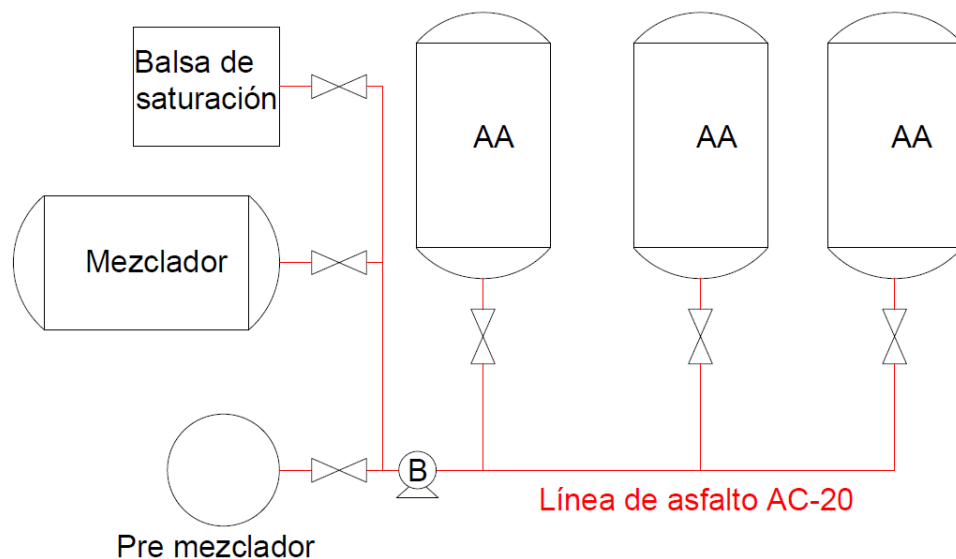 Balsa de
saturación
AA
AA
AA
Mezclador
B
Línea de asfalto AC-20
Pre mezclador